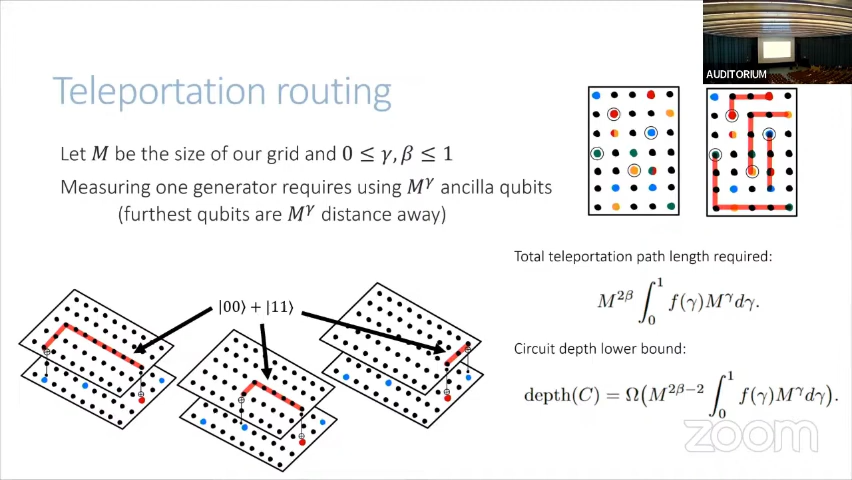 AUDITORIUM
Teleportation routing
Let M be the size of our grid and 0 ≤ γ, β ≤ 1
Measuring one generator requires using M^γ ancilla qubits
(furthest qubits are M^γ distance away)
|00⟩ + |11⟩
Total teleportation path length required:
M^{2β} ∫_0^1 f(γ)M^γ dγ.
Circuit depth lower bound:
depth(C) = Ω(M^{2β−2} ∫_0^1 f(γ)M^γ dγ).
zoom